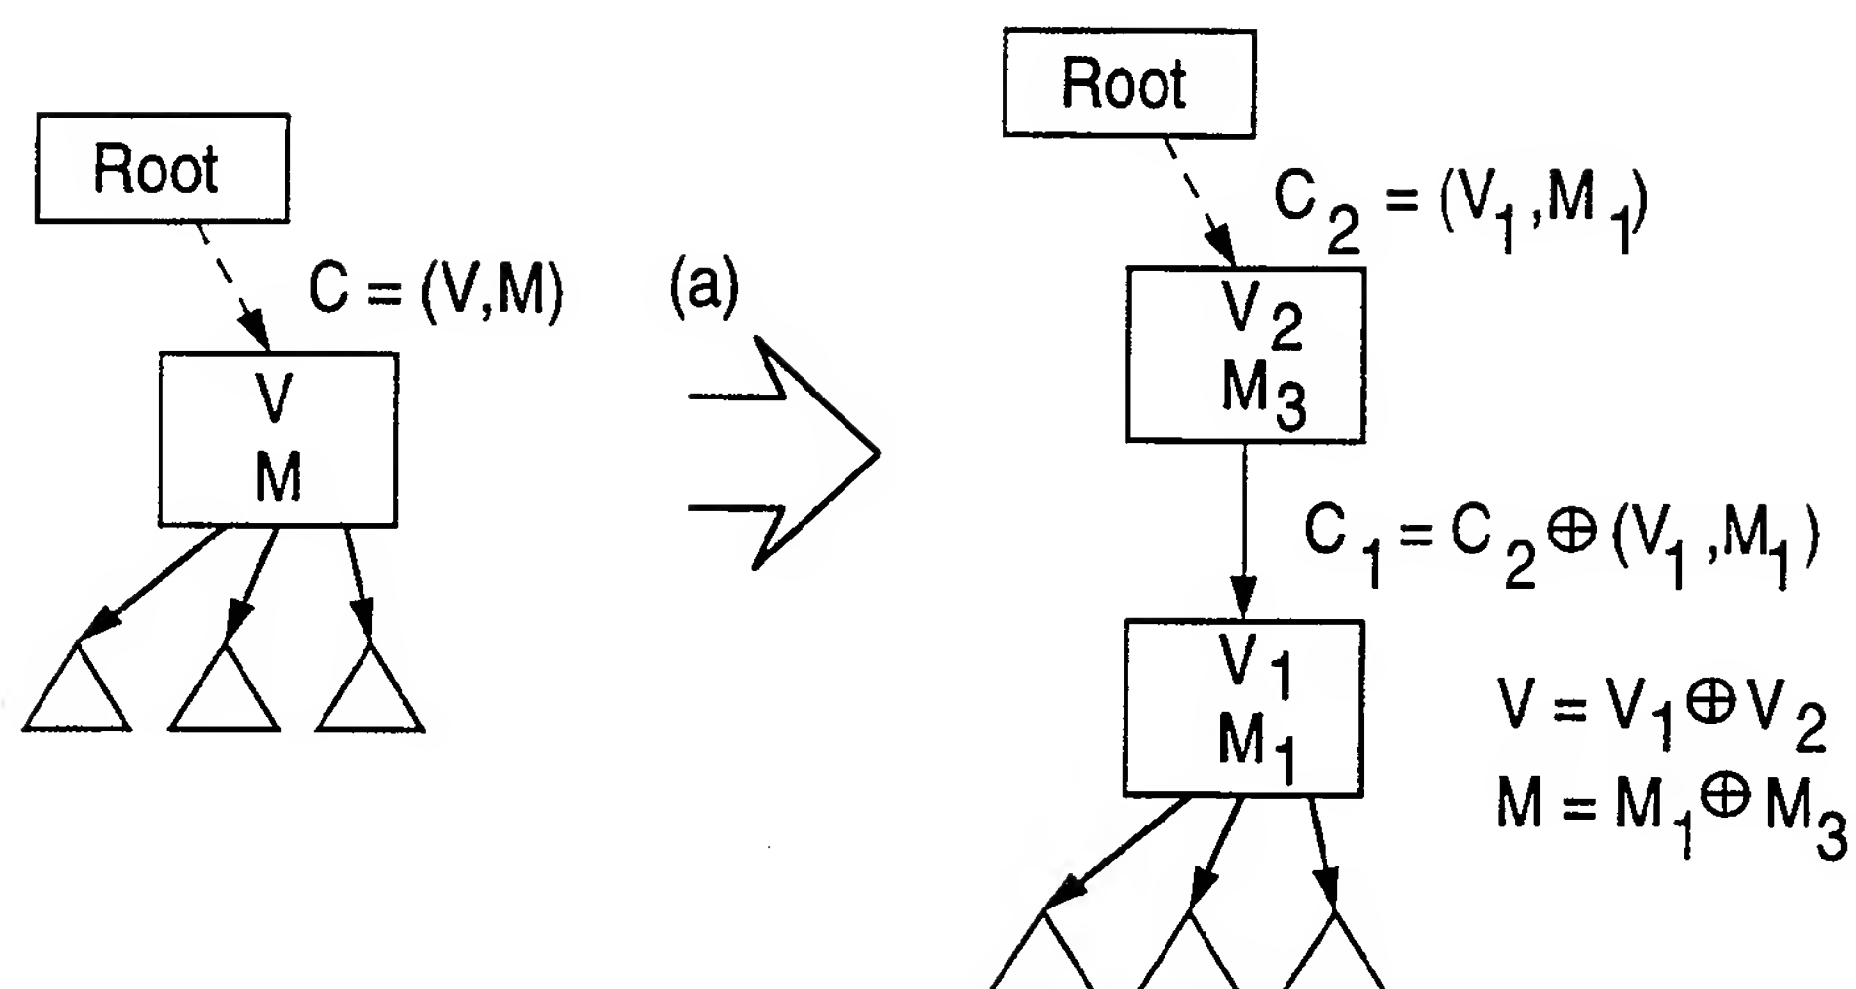 Root
C = (V,M)
V
M
(a)
Root
C2 = (V1,M1)
V2
M3
C1 = C2 ⊕ (V1,M1)
V1
M1
V = V1 ⊕ V2
M = M1 ⊕ M3